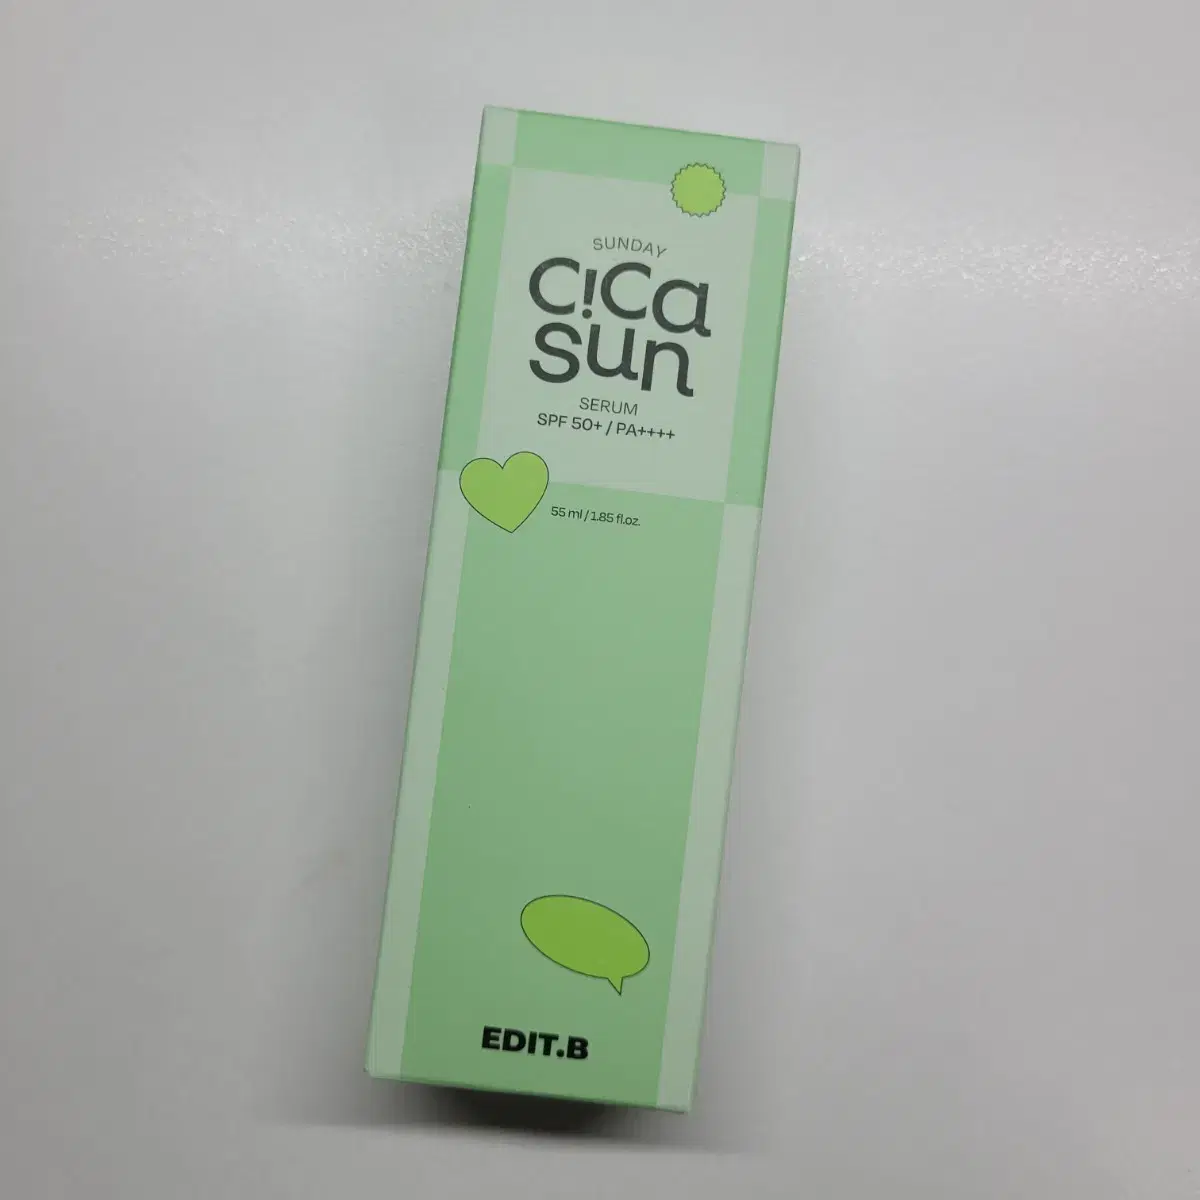 SUNDAY
c!ca
sun
SERUM
SPF 50+ / PA++++
55 ml / 1.85 fl.oz.
EDIT.B